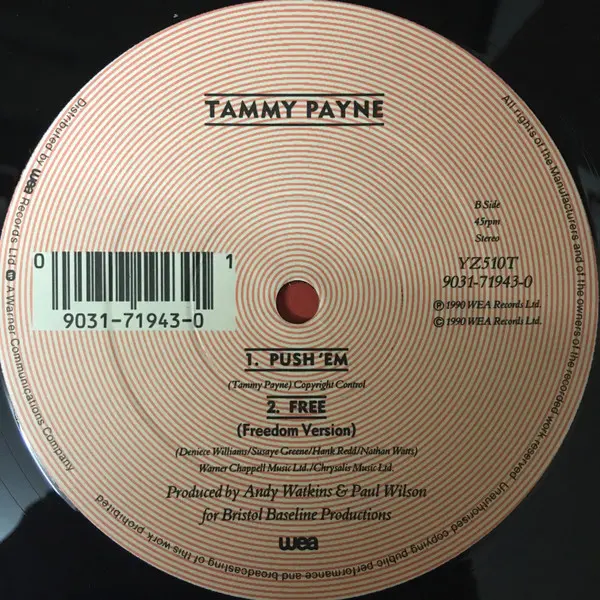 TAMMY PAYNE
B Side
45rpm
Stereo
YZ510T
9031-71943-0
Ⓟ 1990 WEA Records Ltd.
© 1990 WEA Records Ltd.
0 1
9031-71943-0
1. PUSH 'EM
(Tammy Payne) Copyright Control
2. FREE
(Freedom Version)
(Deniece Williams/Susaye Greene/Hank Redd/Nathan Watts)
Warner Chappell Music Ltd./Chrysalis Music Ltd.
Produced by Andy Watkins & Paul Wilson
for Bristol Baseline Productions
wea
Distributed by wea Records Ltd. A Warner Communications Company
All rights of the Manufacturers and of the owners of the recorded work reserved. Unauthorised copying public performance and broadcasting of this work prohibited